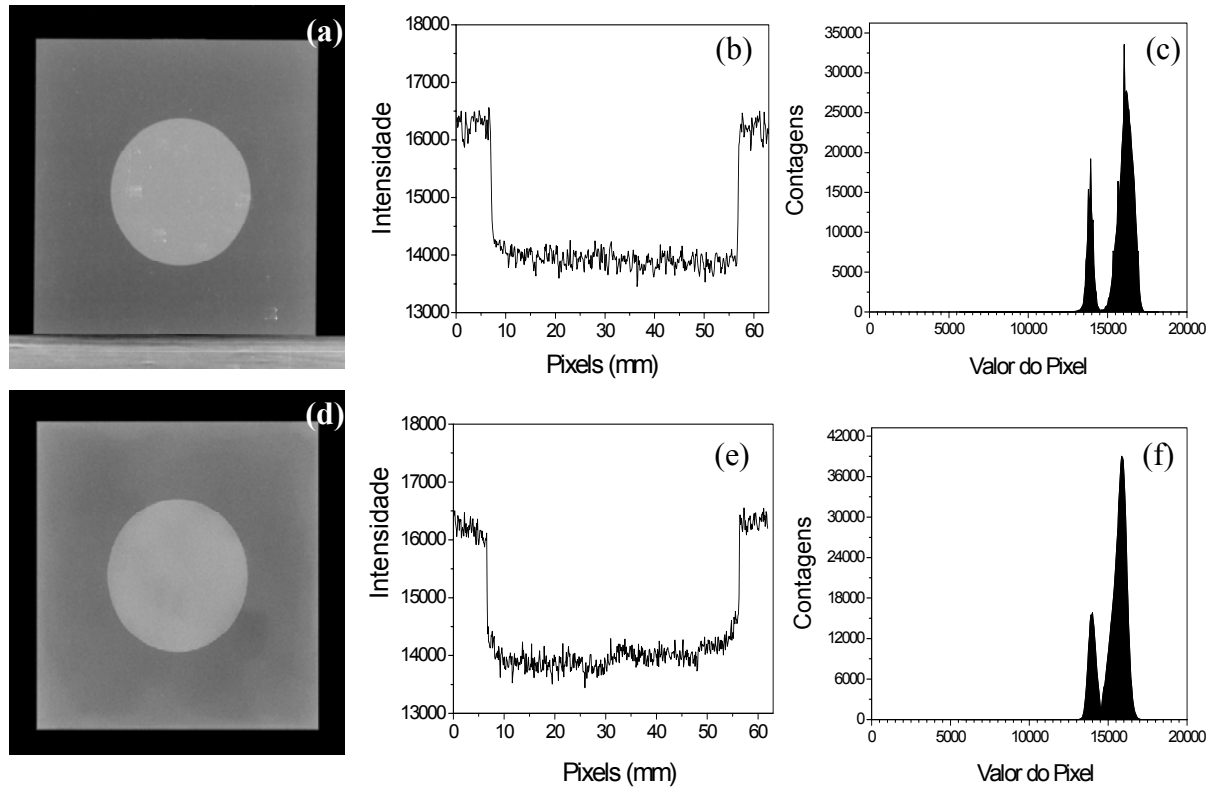 (a)
18000
17000
16000
15000
14000
13000
Intensidade
0 10 20 30 40 50 60
Pixels (mm)
(b)
35000
30000
25000
20000
15000
10000
5000
0
Contagens
0 5000 10000 15000 20000
Valor do Pixel
(c)
(d)
18000
17000
16000
15000
14000
13000
Intensidade
0 10 20 30 40 50 60
Pixels (mm)
(e)
42000
36000
30000
24000
18000
12000
6000
0
Contagens
0 5000 10000 15000 20000
Valor do Pixel
(f)